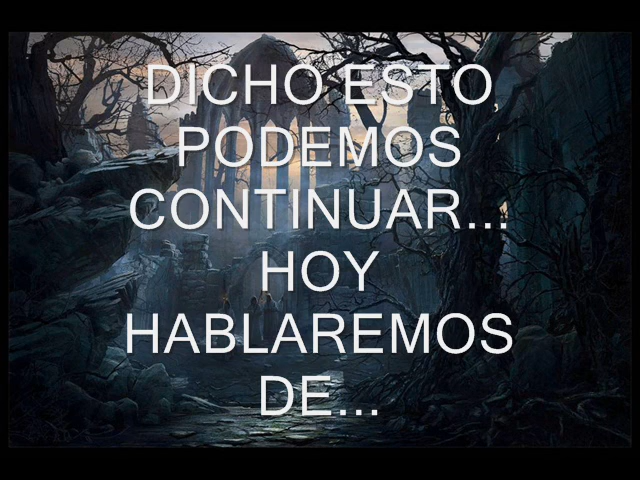 DICHO ESTO
PODEMOS
CONTINUAR...
HOY
HABLAREMOS
DE...